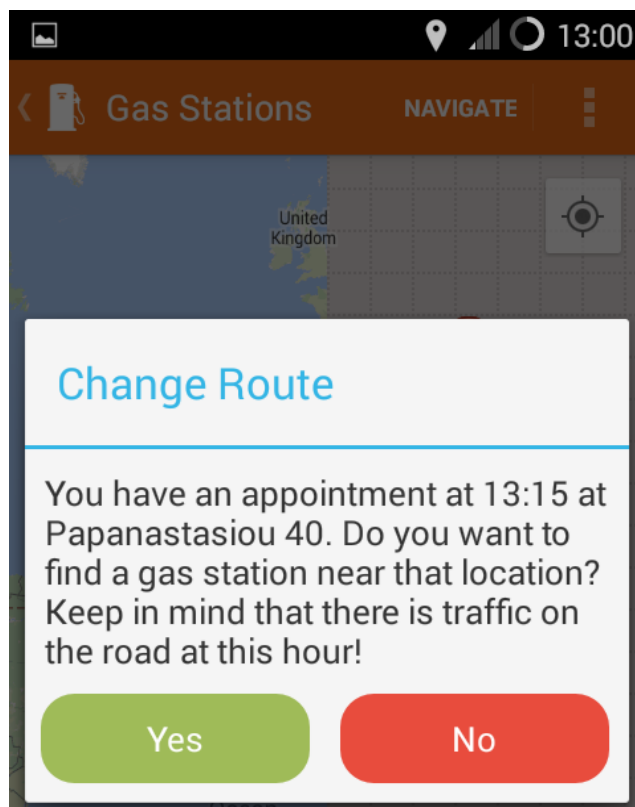 13:00
Gas Stations NAVIGATE
United
Kingdom
Change Route
You have an appointment at 13:15 at
Papanastasiou 40. Do you want to
find a gas station near that location?
Keep in mind that there is traffic on
the road at this hour!
Yes No